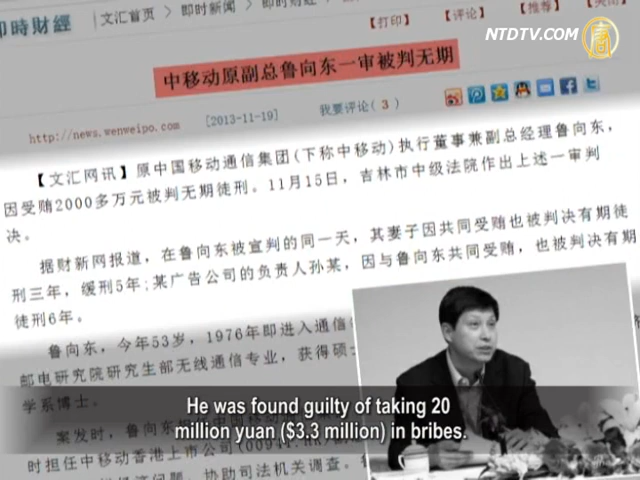 即時財經
文汇首页 > 即时新闻 > 即时财经
【打印】 【评论】 【推荐】 【关闭】
NTDTV.COM
中移动原副总鲁向东一审被判无期
http://news.wenweipo.com [2013-11-19] 我要评论( 3 )
【文汇网讯】原中国移动通信集团(下称中移动)执行董事兼副总经理鲁向东,
因受贿2000多万元被判无期徒刑。11月15日，吉林市中级法院作出上述一审判
决。
据财新网报道，在鲁向东被宣判的同一天，其妻子因共同受贿也被判决有期徒
刑三年，缓刑5年;某广告公司的负责人孙某，因与鲁向东共同受贿，也被判决有期
徒刑6年。
鲁向东，今年53岁，1976年即进入通信
邮电研究院研究生部无线通信专业，获得硕士
学系博士。
案发时，鲁向东
时担任中移动香港上市公司(00941.HK)
经济问题，协助司法机关调查。
He was found guilty of taking 20
million yuan ($3.3 million) in bribes.